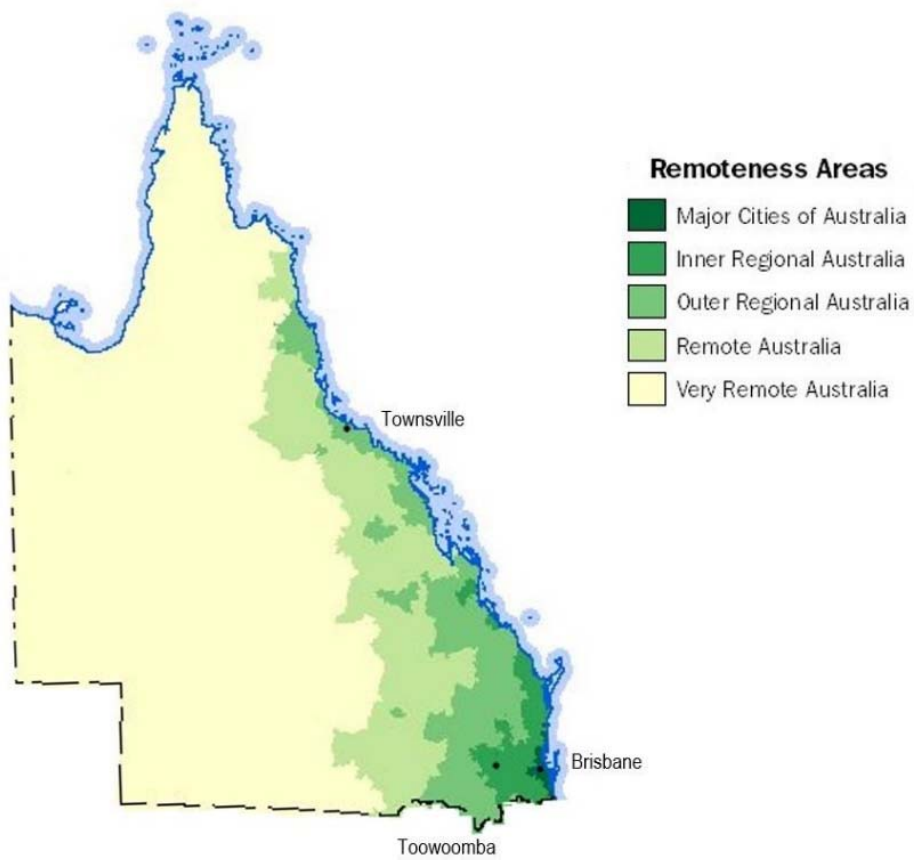 Remoteness Areas
Major Cities of Australia
Inner Regional Australia
Outer Regional Australia
Remote Australia
Very Remote Australia
Townsville
Brisbane
Toowoomba